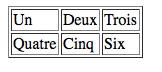 Un Deux Trois
Quatre Cinq Six